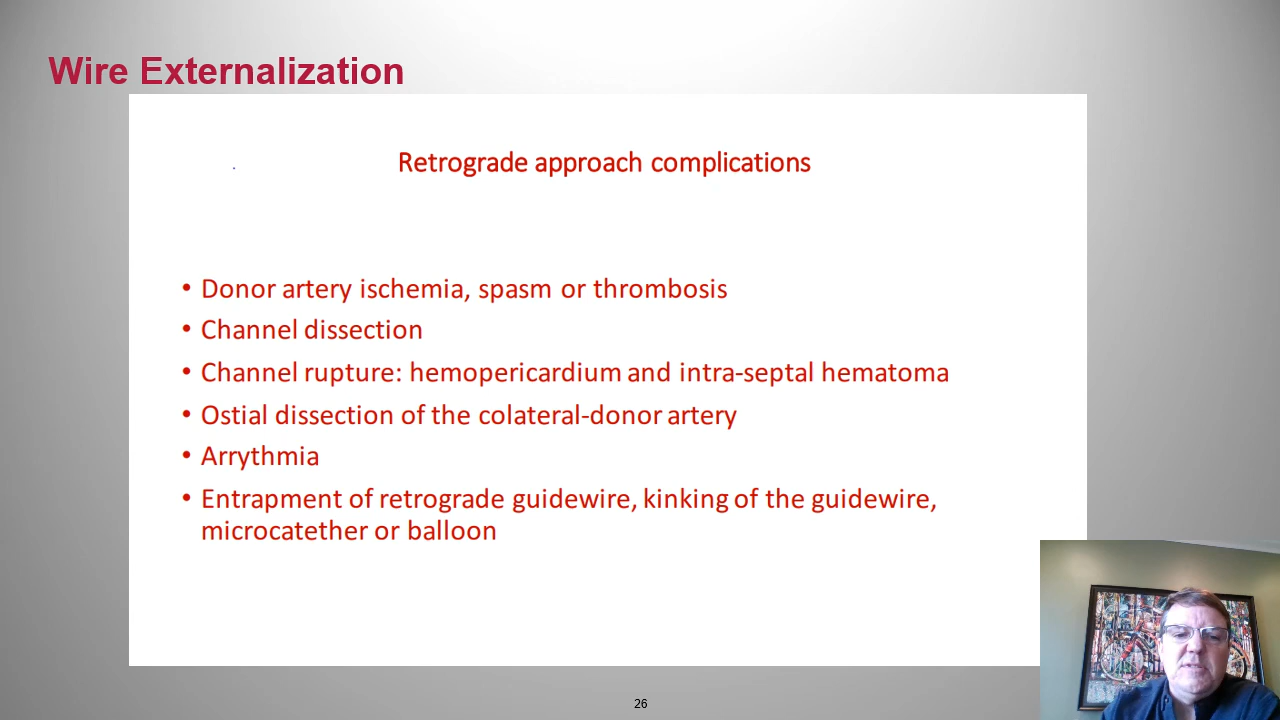 Wire Externalization
Retrograde approach complications
• Donor artery ischemia, spasm or thrombosis
• Channel dissection
• Channel rupture: hemopericardium and intra-septal hematoma
• Ostial dissection of the colateral-donor artery
• Arrythmia
• Entrapment of retrograde guidewire, kinking of the guidewire,
microcatether or balloon
26